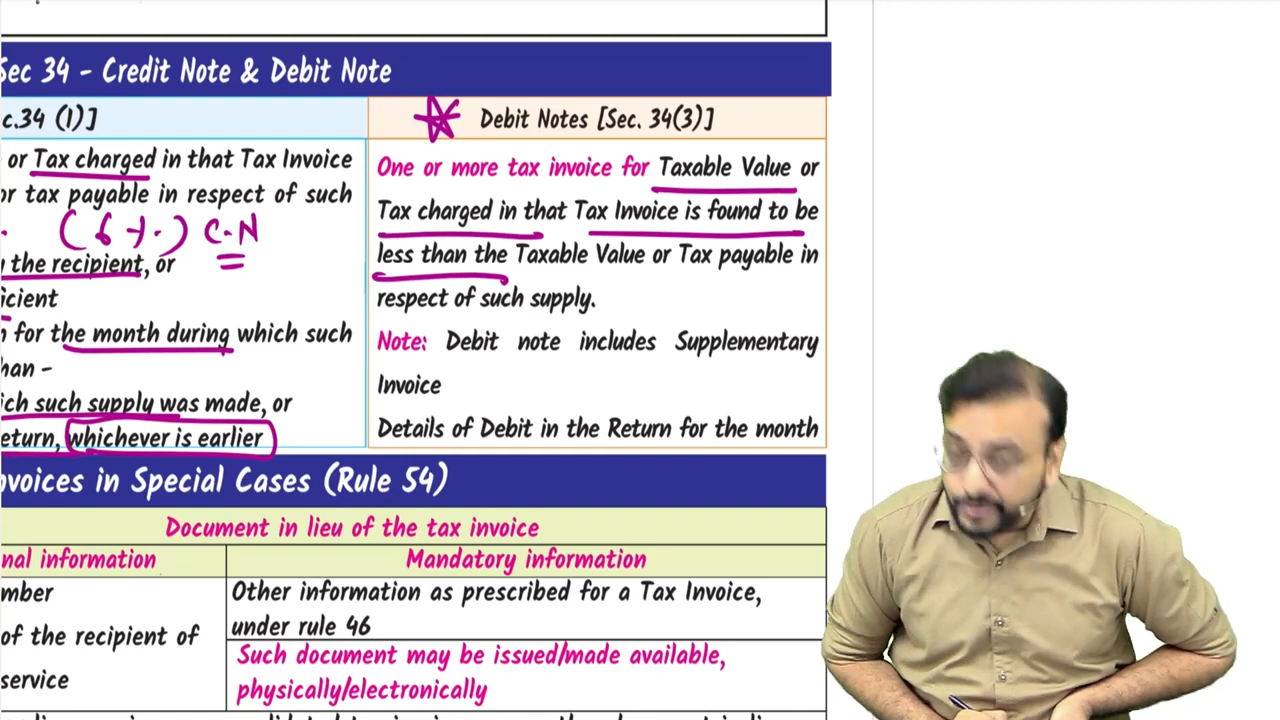 Sec 34 - Credit Note & Debit Note
c.34 (1)]
or Tax charged in that Tax Invoice
or tax payable in respect of such
(6 %) C.N
the recipient, or
icient
for the month during which such
han -
ich such supply was made, or
eturn, whichever is earlier
Debit Notes [Sec. 34(3)]
One or more tax invoice for Taxable Value or
Tax charged in that Tax Invoice is found to be
less than the Taxable Value or Tax payable in
respect of such supply.
Note: Debit note includes Supplementary
Invoice
Details of Debit in the Return for the month
nvoices in Special Cases (Rule 54)
Document in lieu of the tax invoice
nal information
Mandatory information
mber
of the recipient of
service
Other information as prescribed for a Tax Invoice,
under rule 46
Such document may be issued/made available,
physically/electronically